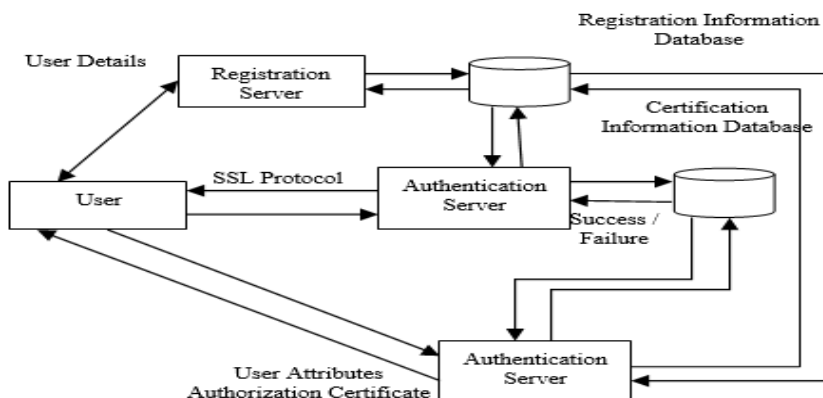 Registration Information
Database
User Details
Registration
Server
Certification
Information Database
SSL Protocol
Authentication
Server
User
Success /
Failure
Authentication
Server
User Attributes
Authorization Certificate